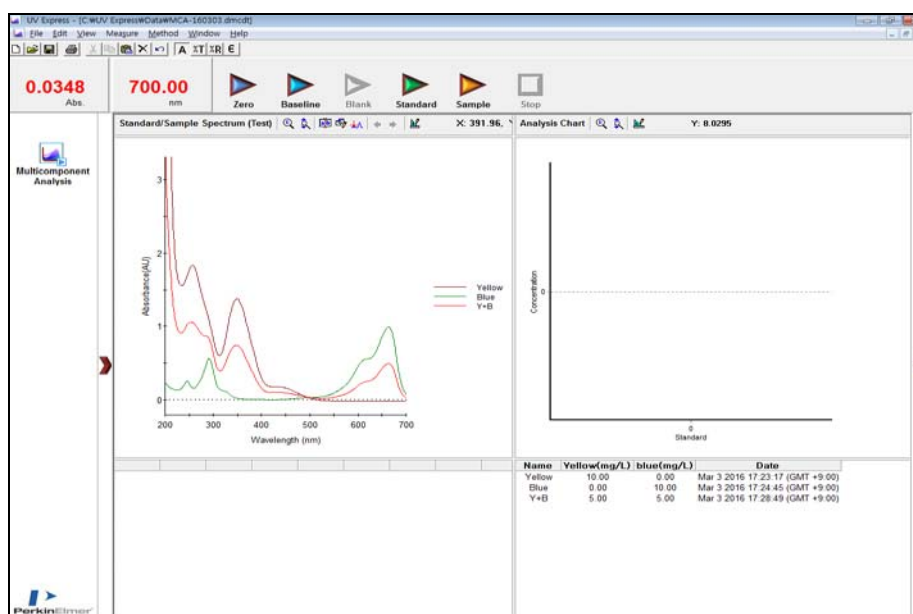 UV Express - [C:₩UV Express₩Data₩MCA-160303.dmcdt]
File Edit View Measure Method Window Help
A %T %R E
0.0348
Abs.
700.00
nm
Zero Baseline Blank Standard Sample Stop
Multicomponent
Analysis
Standard/Sample Spectrum (Test) X: 391.96,
Analysis Chart Y: 8.0295
Absorbance(AU)
3
2
1
0
200 300 400 500 600 700
Wavelength (nm)
Yellow
Blue
Y+B
Concentration
0
0
Standard
Name Yellow(mg/L) blue(mg/L) Date
Yellow 10.00 0.00 Mar 3 2016 17:23:17 (GMT +9:00)
Blue 0.00 10.00 Mar 3 2016 17:24:45 (GMT +9:00)
Y+B 5.00 5.00 Mar 3 2016 17:28:49 (GMT +9:00)
PerkinElmer